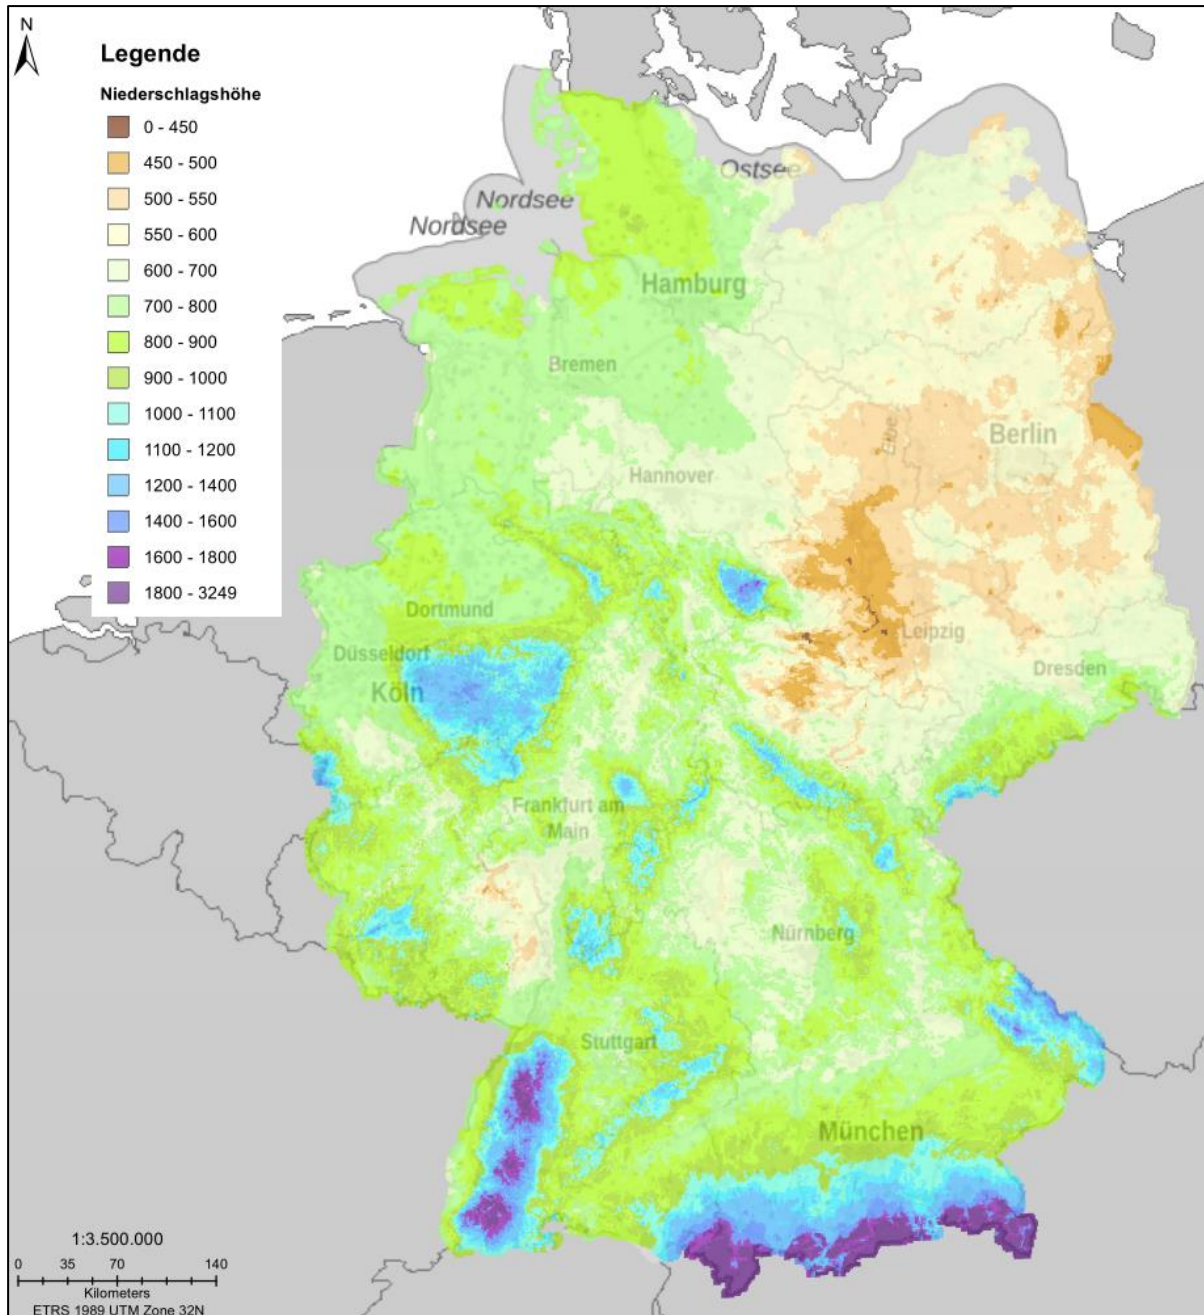 N
Legende
Niederschlagshöhe
0 - 450
450 - 500
500 - 550
550 - 600
600 - 700
700 - 800
800 - 900
900 - 1000
1000 - 1100
1100 - 1200
1200 - 1400
1400 - 1600
1600 - 1800
1800 - 3249
Ostsee
Nordsee
Nordsee
Hamburg
Bremen
Elbe
Berlin
Hannover
Dortmund
Leipzig
Düsseldorf
Dresden
Köln
Frankfurt am
Main
Nürnberg
Stuttgart
München
1:3.500.000
0 35 70 140
Kilometers
ETRS 1989 UTM Zone 32N